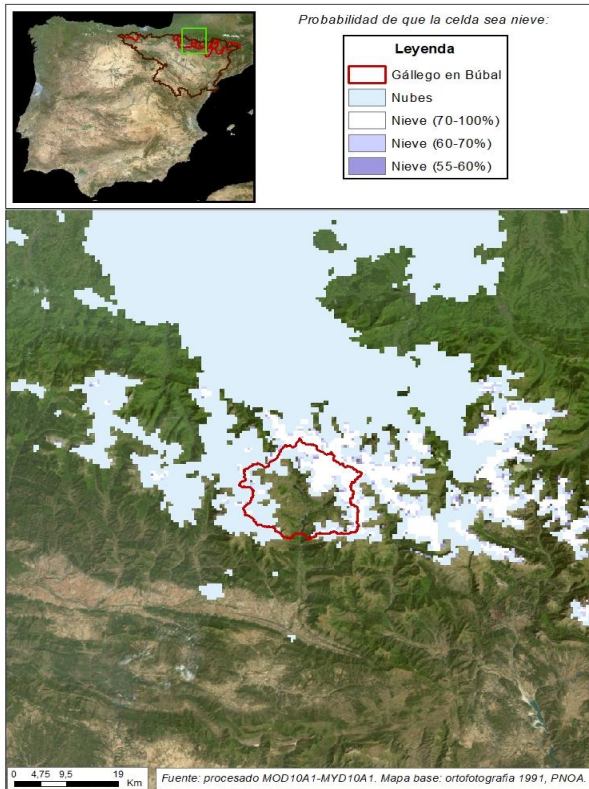 Probabilidad de que la celda sea nieve:
Leyenda
Gállego en Búbal
Nubes
Nieve (70-100%)
Nieve (60-70%)
Nieve (55-60%)
0 4,75 9,5 19
Km
Fuente: procesado MOD10A1-MYD10A1. Mapa base: ortofotografia 1991, PNOA.